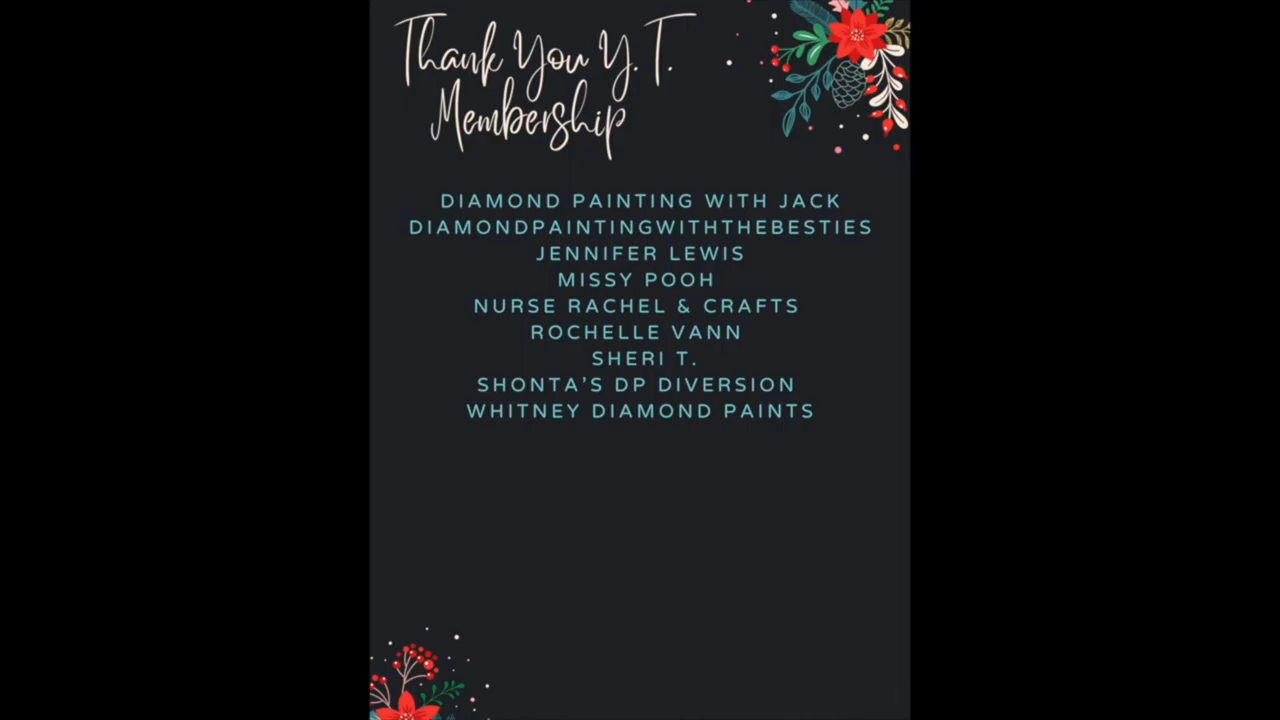 Thank You Y. T.
Membership
DIAMOND PAINTING WITH JACK
DIAMONDPAINTINGWITHTHEBESTIES
JENNIFER LEWIS
MISSY POOH
NURSE RACHEL & CRAFTS
ROCHELLE VANN
SHERI T.
SHONTA'S DP DIVERSION
WHITNEY DIAMOND PAINTS